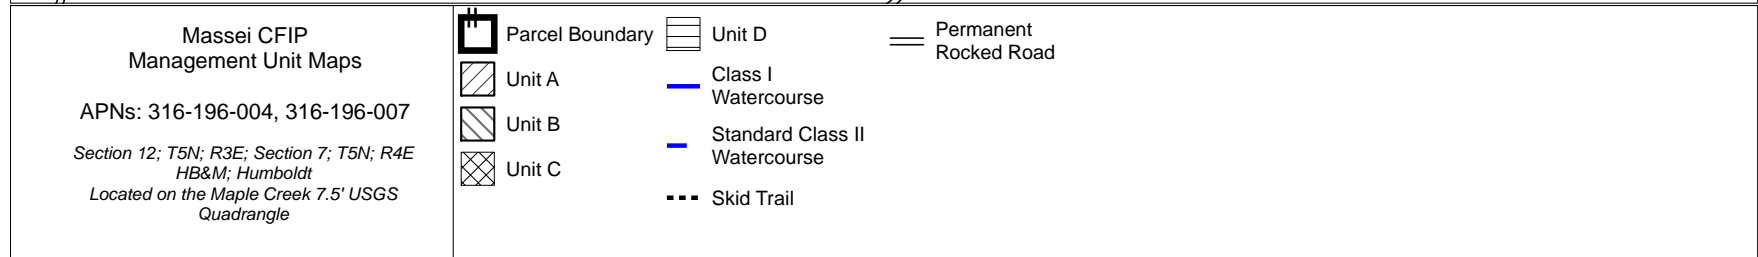 Massei CFIP
Management Unit Maps
APNs: 316-196-004, 316-196-007
Section 12; T5N; R3E; Section 7; T5N; R4E
HB&M; Humboldt
Located on the Maple Creek 7.5' USGS
Quadrangle
Parcel Boundary
Unit A
Unit B
Unit C
Unit D
Class I
Watercourse
Standard Class II
Watercourse
Skid Trail
Permanent
Rocked Road